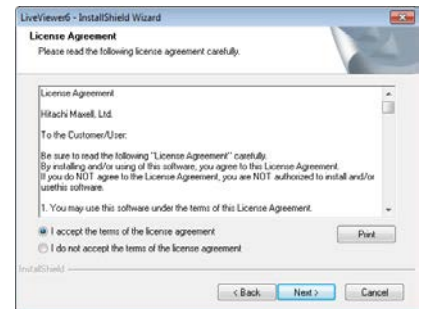 LiveViewer6 - InstallShield Wizard
License Agreement
Please read the following license agreement carefully.
License Agreement
Hitachi Maxell, Ltd.
To the Customer/User:
Be sure to read the following "License Agreement" carefully.
By installing and/or using of this software, you agree to this License Agreement.
If you do NOT agree to the License Agreement, you are NOT authorized to install and/or
usethis software.
1. You may use this software under the terms of this License Agreement.
I accept the terms of the license agreement
Print
I do not accept the terms of the license agreement
InstallShield
< Back
Next >
Cancel